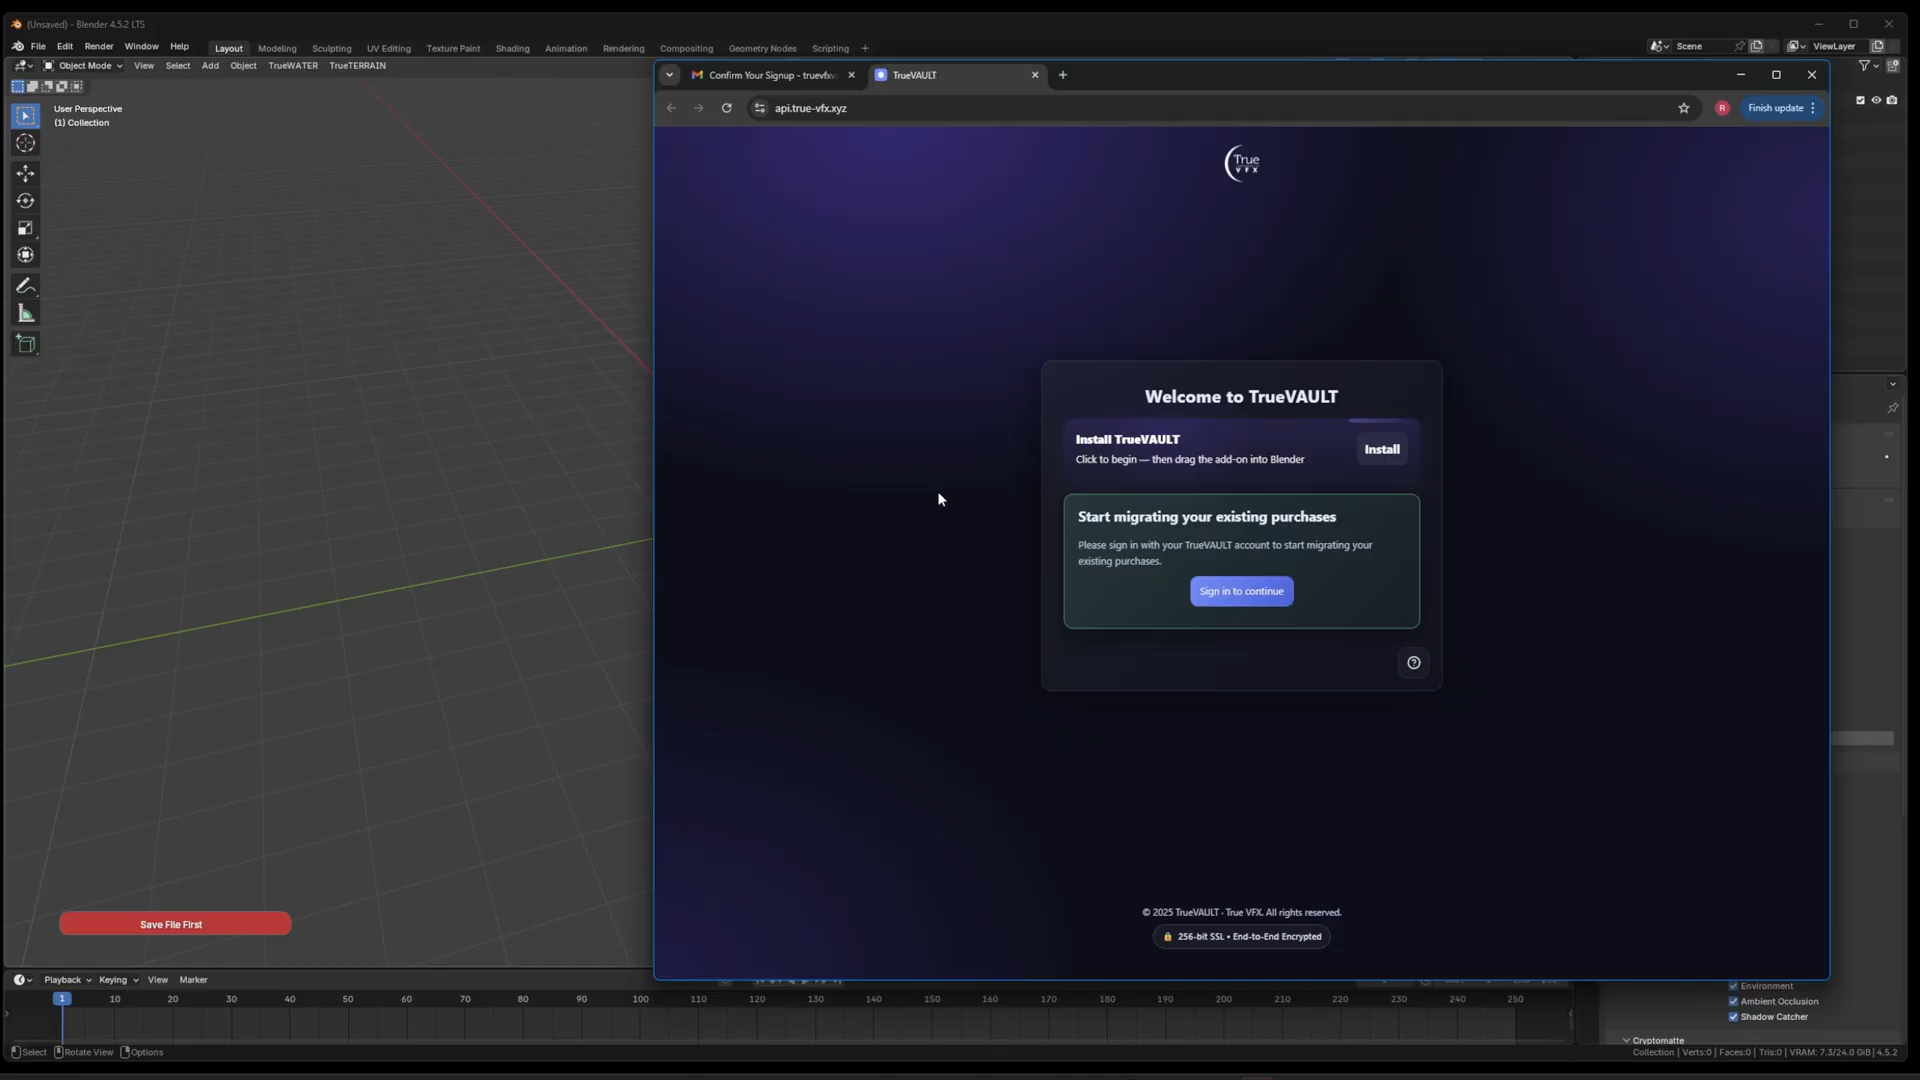 (Unsaved) - Blender 4.5.2 LTS
File Edit Render Window Help
Layout Modeling Sculpting UV Editing Texture Paint Shading Animation Rendering Compositing Geometry Nodes Scripting +
Scene
ViewLayer
Object Mode View Select Add Object TrueWATER TrueTERRAIN
User Perspective
(1) Collection
Confirm Your Signup - truevfx
TrueVAULT
api.true-vfx.xyz
R
Finish update
True
VFX
Welcome to TrueVAULT
Install TrueVAULT
Click to begin — then drag the add-on into Blender
Install
Start migrating your existing purchases
Please sign in with your TrueVAULT account to start migrating your
existing purchases.
Sign in to continue
© 2025 TrueVAULT · True VFX. All rights reserved.
256-bit SSL • End-to-End Encrypted
Save File First
Playback Keying View Marker
1 10 20 30 40 50 60 70 80 90 100 110 120 130 140 150 160 170 180 190 200 210 220 230 240 250
Environment
Ambient Occlusion
Shadow Catcher
Cryptomatte
Select Rotate View Options
Collection | Verts:0 | Faces:0 | Tris:0 | VRAM: 7.3/24.0 GiB | 4.5.2